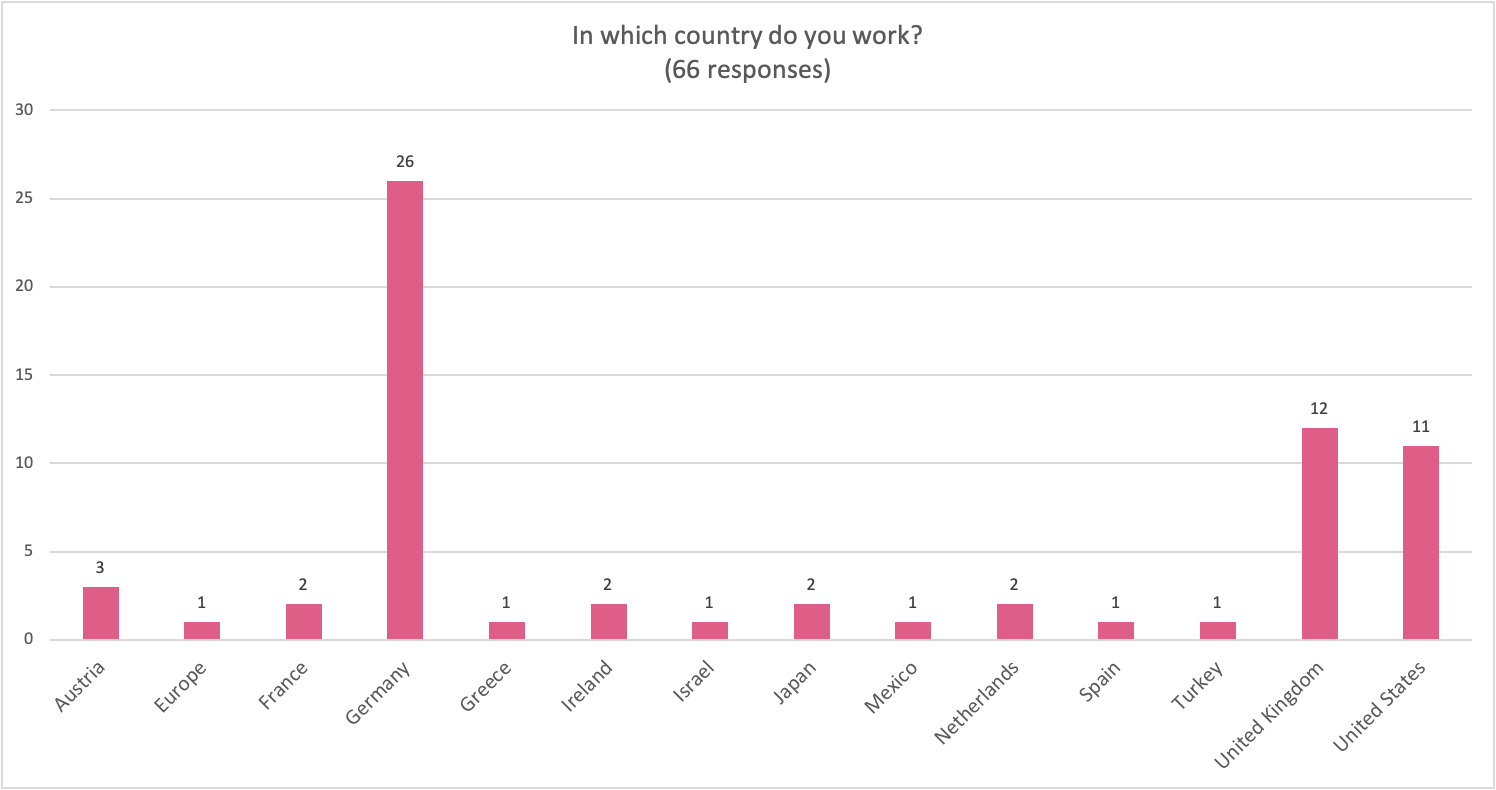 In which country do you work?
(66 responses)
30
25
20
15
10
5
0
3
1
2
26
1
2
1
2
1
2
1
1
12
11
Austria
Europe
France
Germany
Greece
Ireland
Israel
Japan
Mexico
Netherlands
Spain
Turkey
United Kingdom
United States